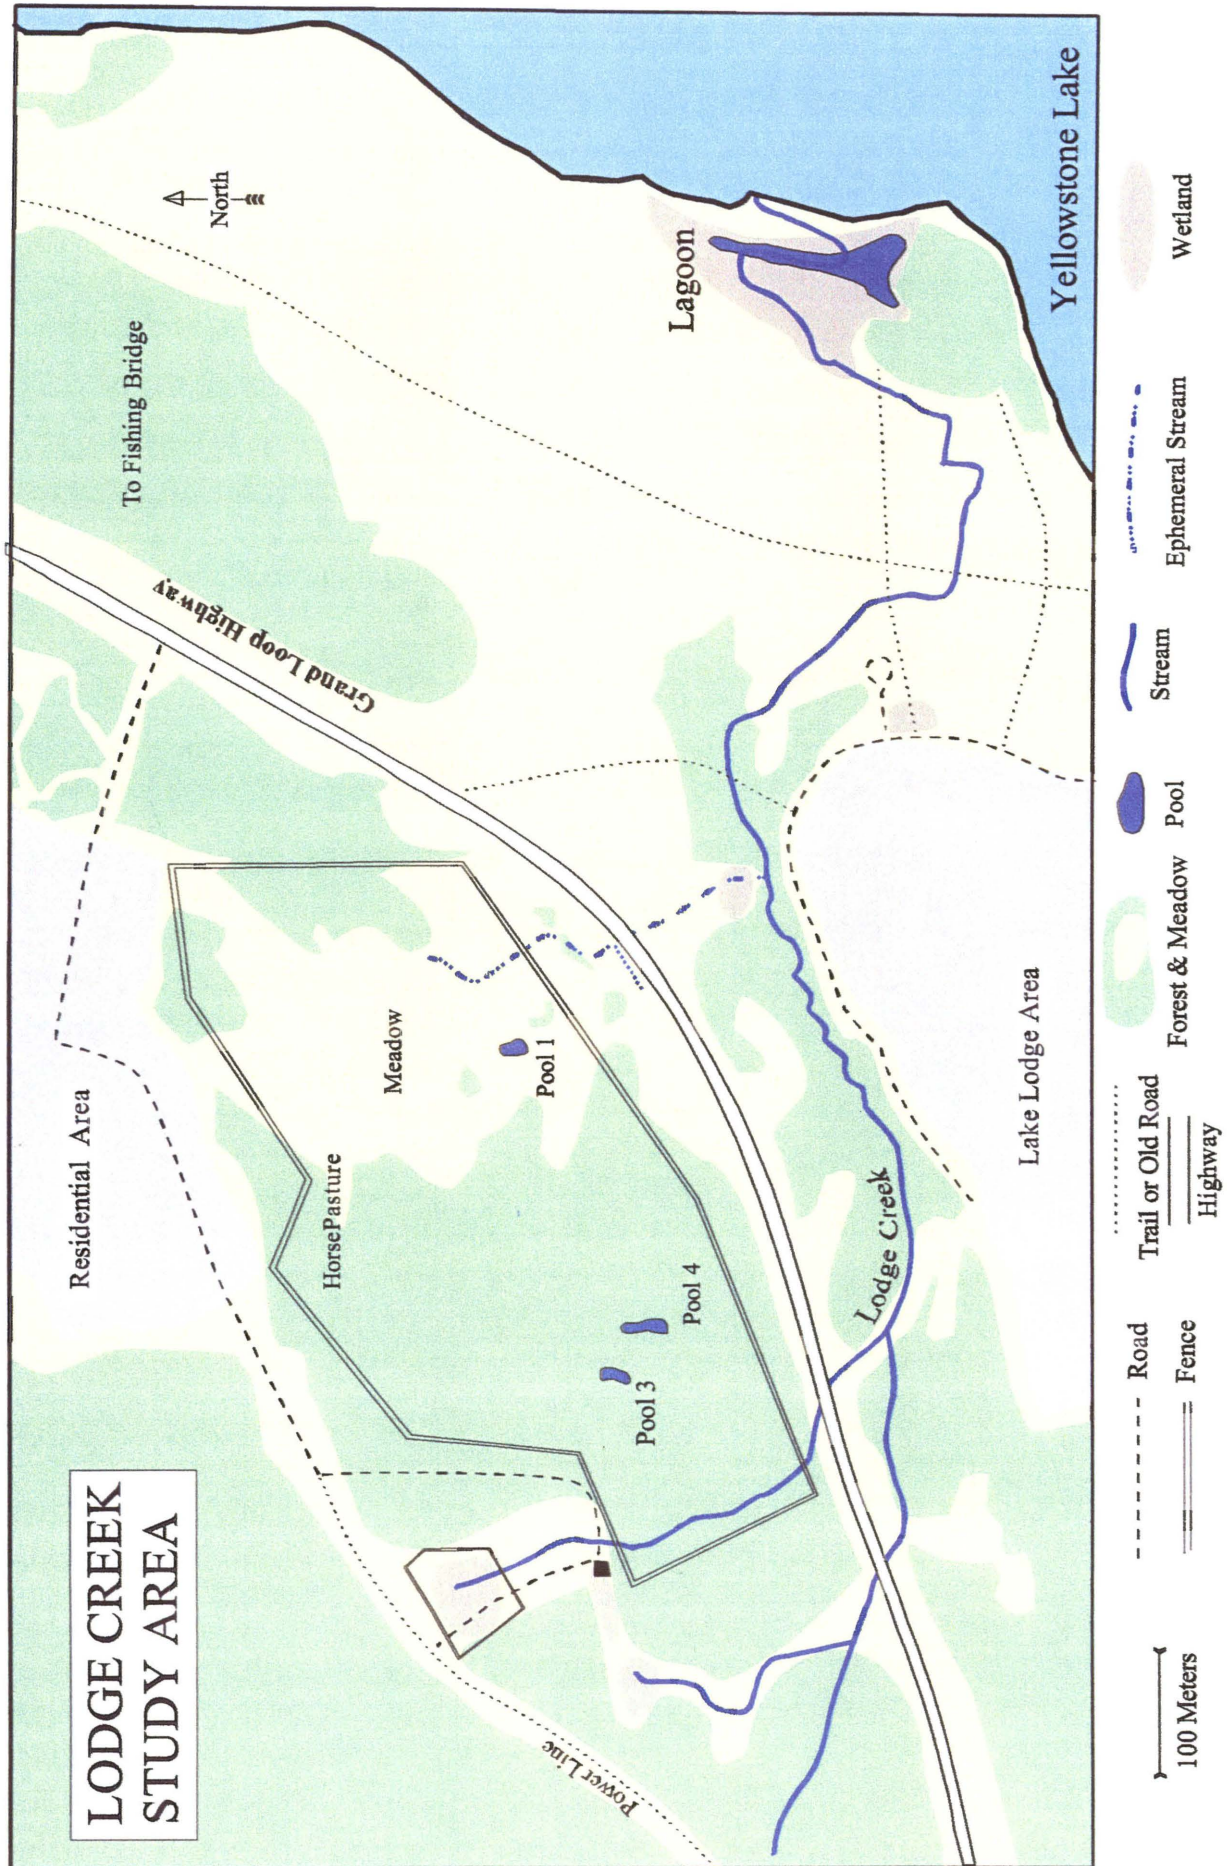 LODGE CREEK
STUDY AREA
Residential Area
To Fishing Bridge
North
Grand Loop Highway
HorsePasture
Meadow
Pool 1
Pool 3
Pool 4
Power Line
Lagoon
Lodge Creek
Lake Lodge Area
Yellowstone Lake
100 Meters
Road
Fence
Trail or Old Road
Highway
Forest & Meadow
Pool
Stream
Ephemeral Stream
Wetland